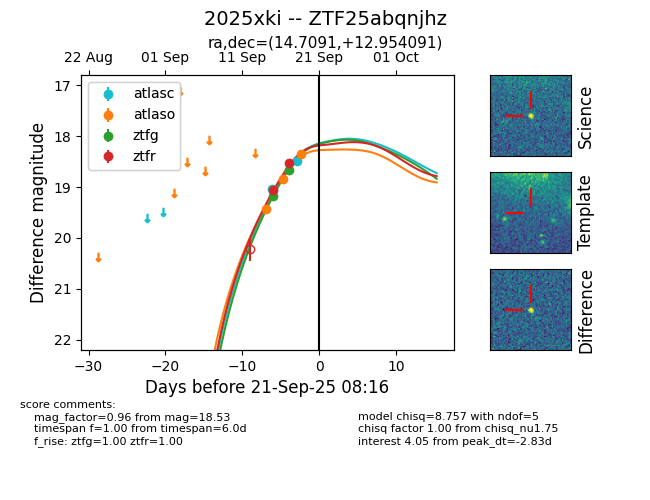 2025xki -- ZTF25abqnjhz
ra,dec=(14.7091,+12.954091)
22 Aug
01 Sep
11 Sep
21 Sep
01 Oct
atlasc
atlaso
ztfg
ztfr
17
18
19
20
21
22
Difference magnitude
−30
−20
−10
0
10
Days before 21-Sep-25 08:16
Science
Template
Difference
score comments:
mag_factor=0.96 from mag=18.53
timespan f=1.00 from timespan=6.0d
f_rise: ztfg=1.00 ztfr=1.00
model chisq=8.757 with ndof=5
chisq factor 1.00 from chisq_nu1.75
interest 4.05 from peak_dt=-2.83d